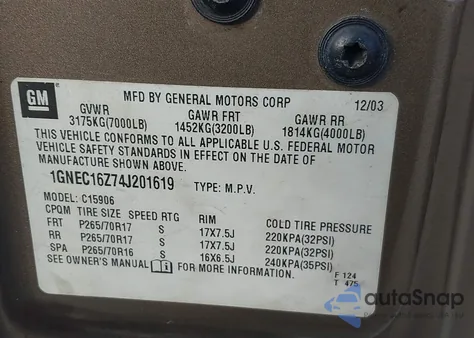 GM
MFD BY GENERAL MOTORS CORP 12/03
GVWR GAWR FRT GAWR RR
3175KG(7000LB) 1452KG(3200LB) 1814KG(4000LB)
THIS VEHICLE CONFORMS TO ALL APPLICABLE U.S. FEDERAL MOTOR
VEHICLE SAFETY STANDARDS IN EFFECT ON THE DATE OF
MANUFACTURE SHOWN ABOVE.
1GNEC16Z74J201619 TYPE: M.P.V.
MODEL: C15906
CPQM TIRE SIZE SPEED RTG RIM COLD TIRE PRESSURE
FRT P265/70R17 S 17X7.5J 220KPA(32PSI)
RR P265/70R17 S 17X7.5J 220KPA(32PSI)
SPA P265/70R16 S 16X6.5J 240KPA(35PSI)
SEE OWNER'S MANUAL FOR MORE INFORMATION.
F 124
T 475
autoSnap